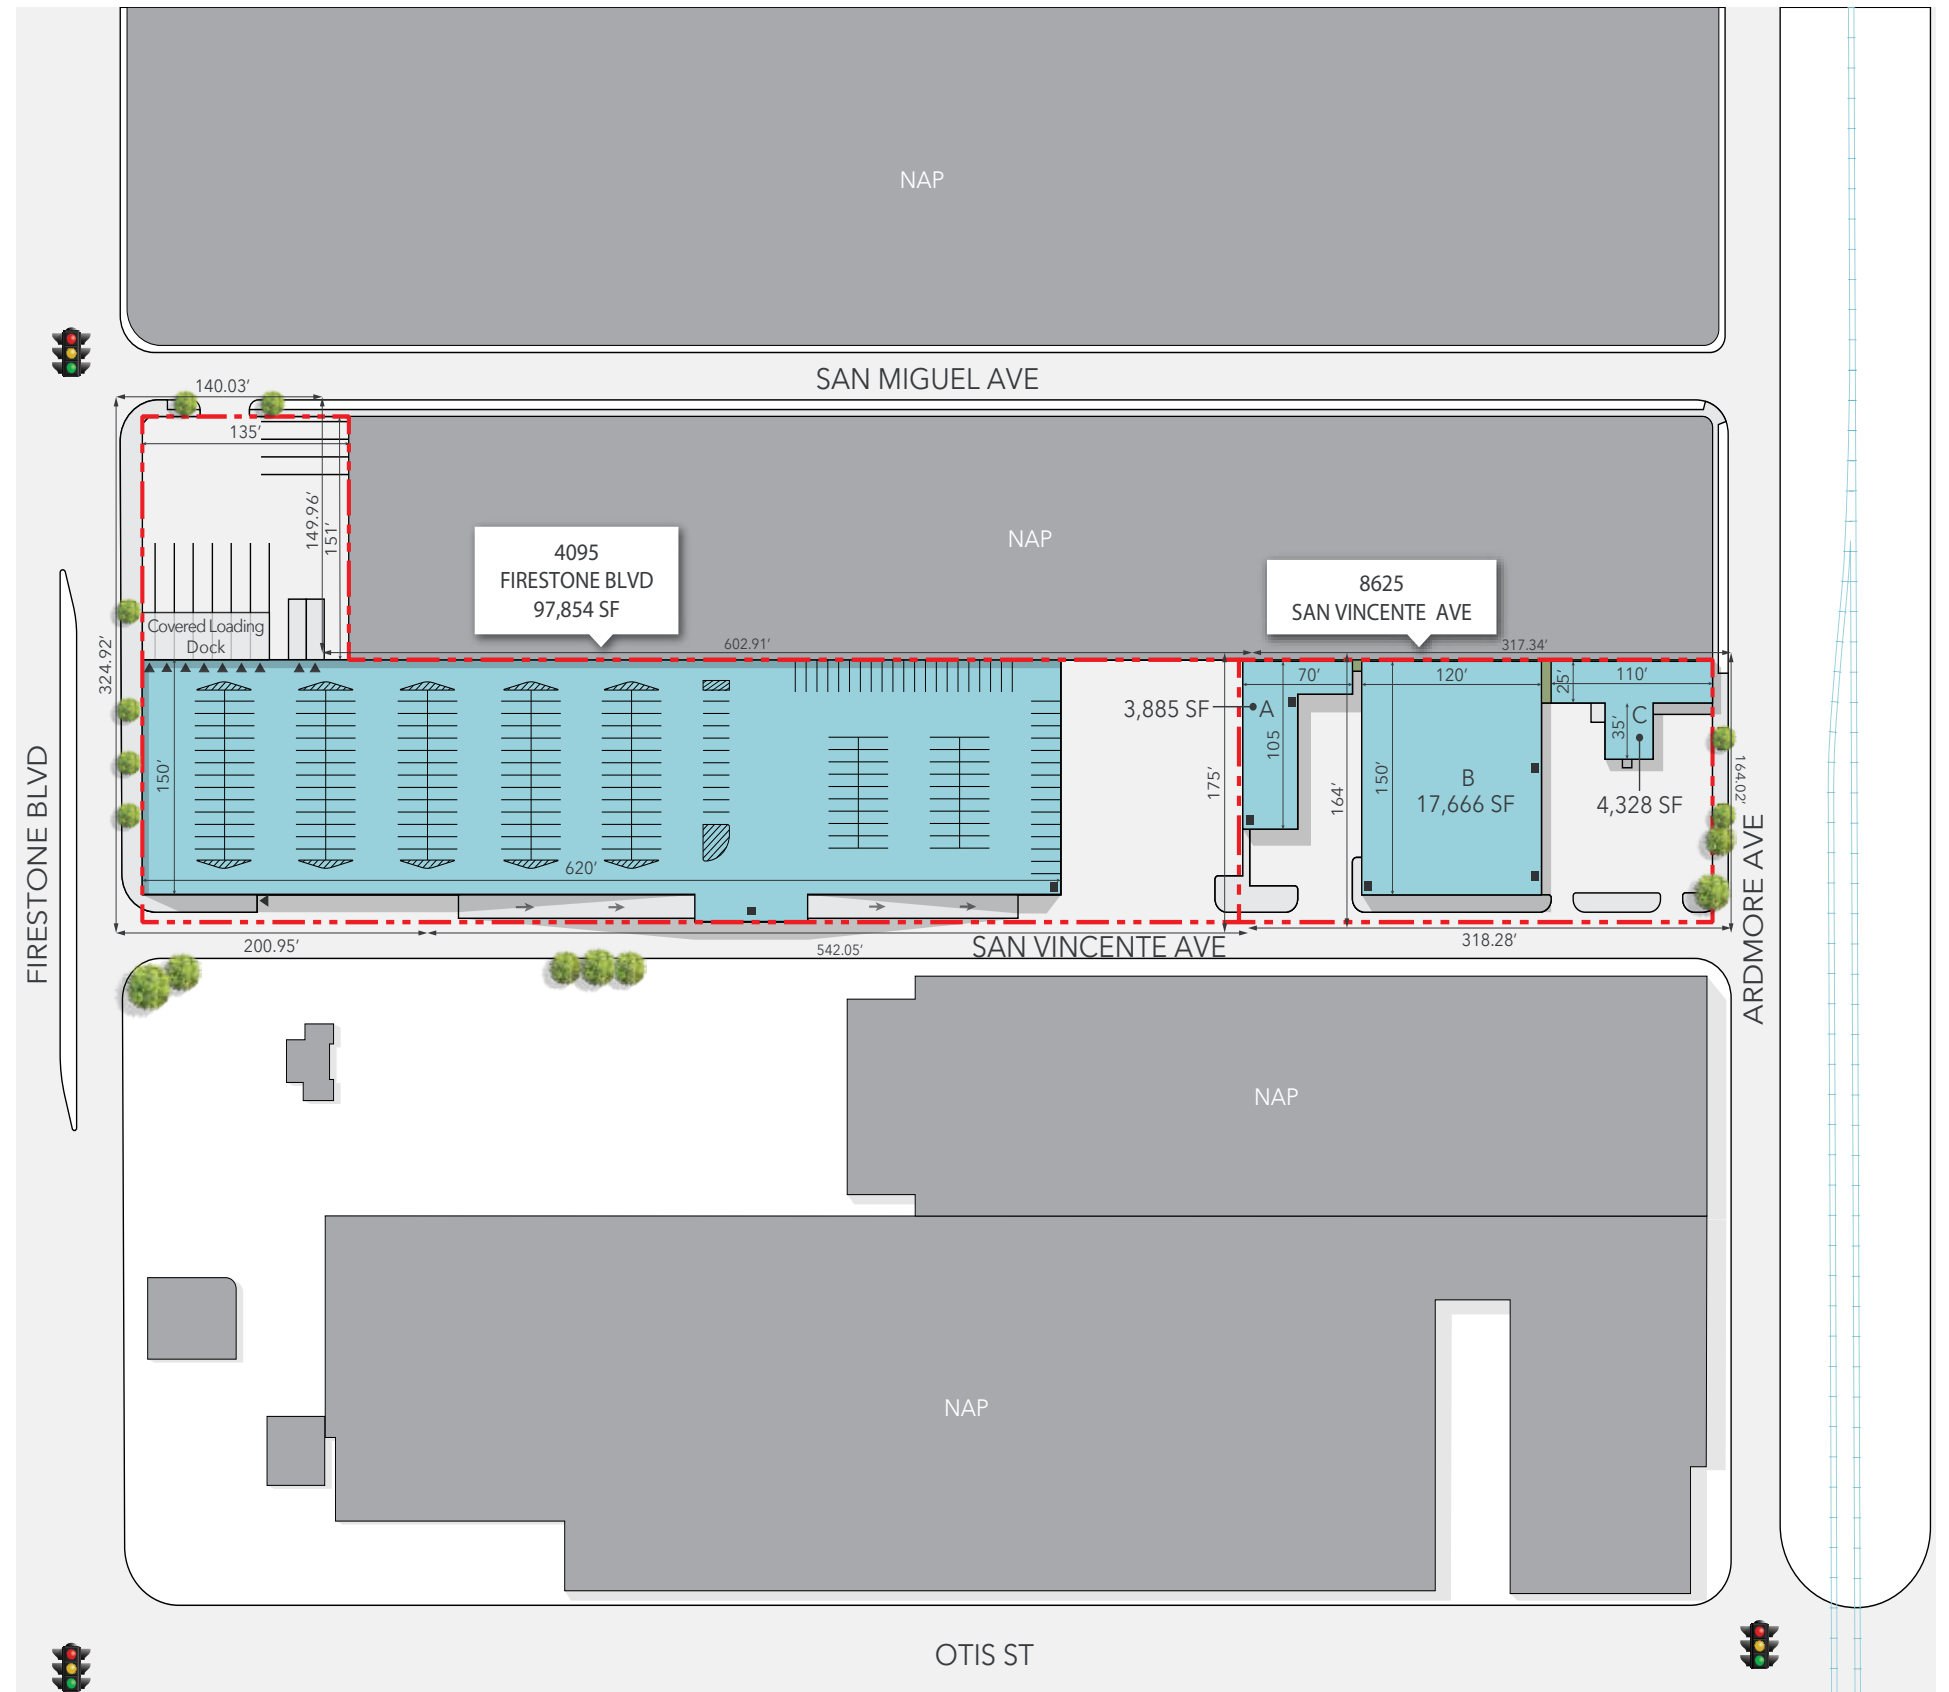 NAP
SAN MIGUEL AVE
140.03’
135’
149.96’
151’
NAP
4095
FIRESTONE BLVD
97,854 SF
8625
SAN VINCENTE AVE
Covered Loading
Dock
324.92’
602.91’
317.34’
70’
120’
25’
110’
3,885 SF
A
105
35’
C
150’
175’
164’
150’
B
17,666 SF
4,328 SF
164.02’
620’
FIRESTONE BLVD
ARDMORE AVE
200.95’
542.05’
SAN VINCENTE AVE
318.28’
NAP
NAP
OTIS ST